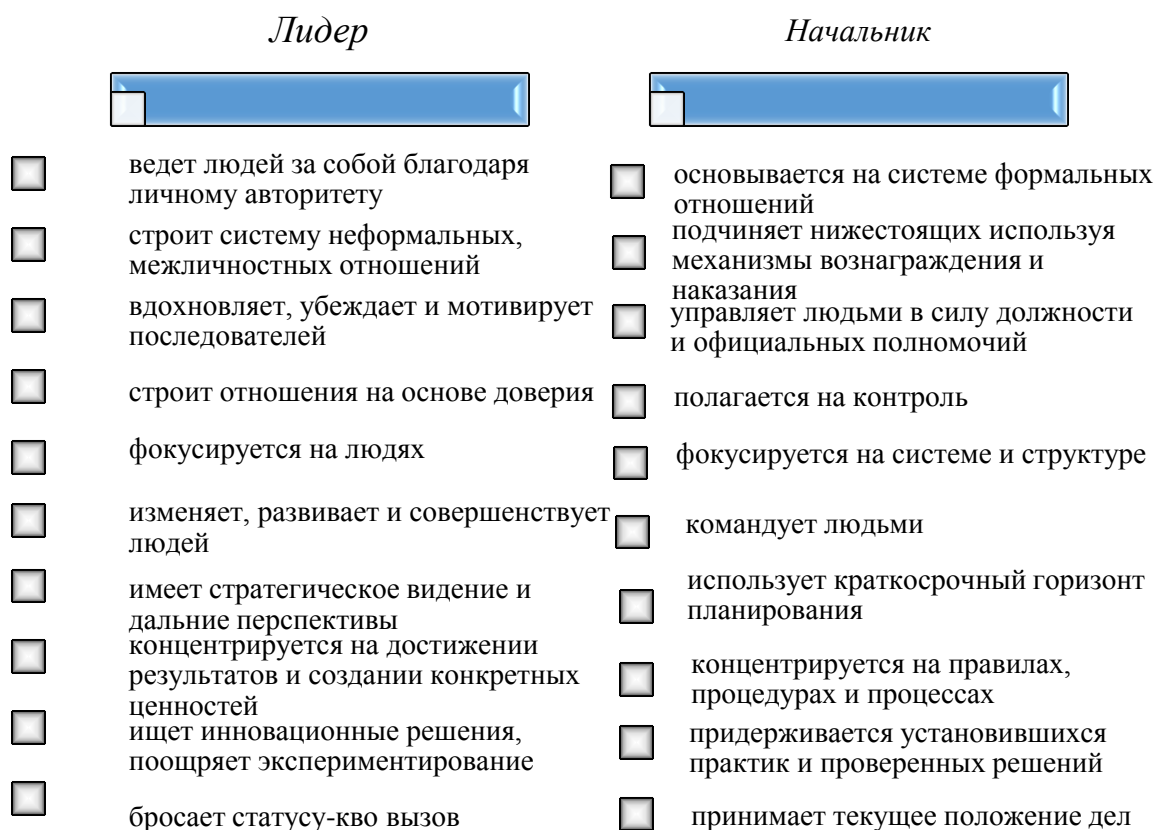 Лидер
ведет людей за собой благодаря
личному авторитету
строит систему неформальных,
межличностных отношений
вдохновляет, убеждает и мотивирует
последователей
строит отношения на основе доверия
фокусируется на людях
изменяет, развивает и совершенствует
людей
имеет стратегическое видение и
дальние перспективы
концентрируется на достижении
результатов и создании конкретных
ценностей
ищет инновационные решения,
поощряет экспериментирование
бросает статусу-кво вызов
Начальник
основывается на системе формальных
отношений
подчиняет нижестоящих используя
механизмы вознаграждения и
наказания
управляет людьми в силу должности
и официальных полномочий
полагается на контроль
фокусируется на системе и структуре
командует людьми
использует краткосрочный горизонт
планирования
концентрируется на правилах,
процедурах и процессах
придерживается установившихся
практик и проверенных решений
принимает текущее положение дел